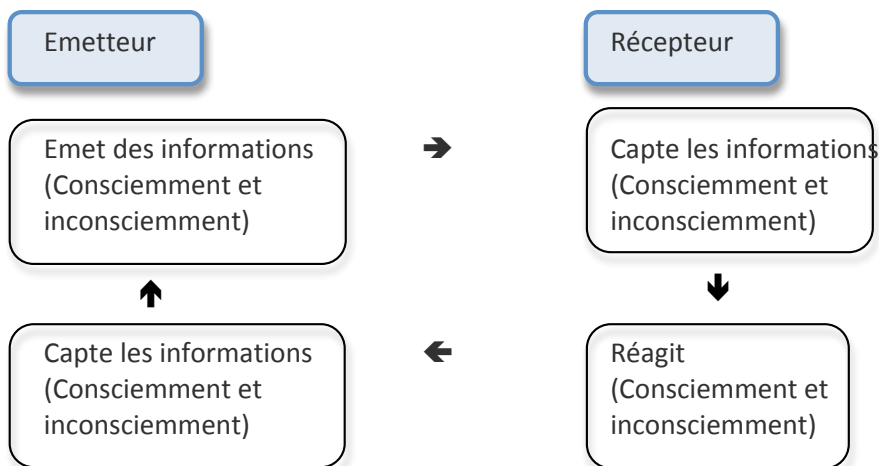 Emetteur
Récepteur
Emet des informations
(Consciemment et
inconsciemment)
Capte les informations
(Consciemment et
inconsciemment)
Capte les informations
(Consciemment et
inconsciemment)
Réagit
(Consciemment et
inconsciemment)